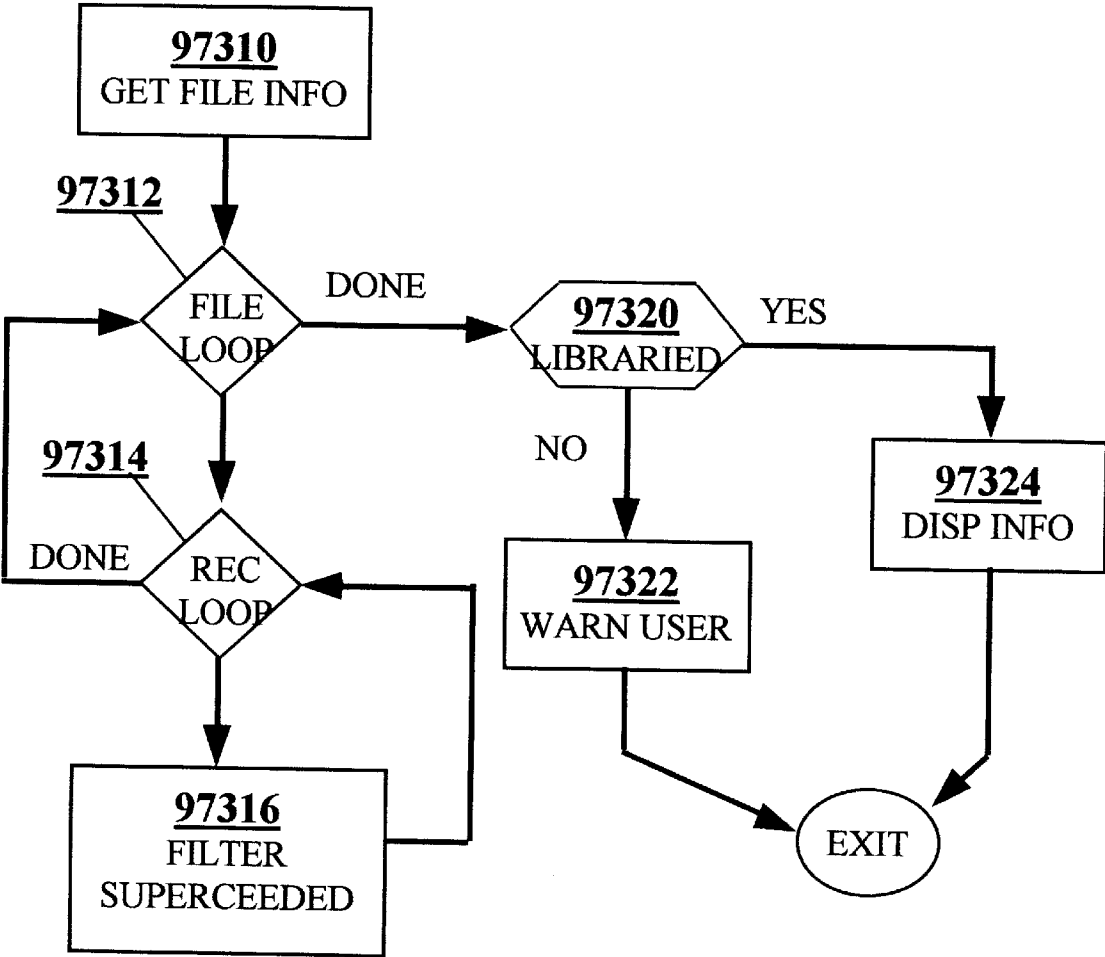 97310
GET FILE INFO
97312
FILE
LOOP
DONE
97320
LIBRARIED
YES
NO
97314
DONE
REC
LOOP
97324
DISP INFO
97322
WARN USER
97316
FILTER
SUPERCEEDED
EXIT